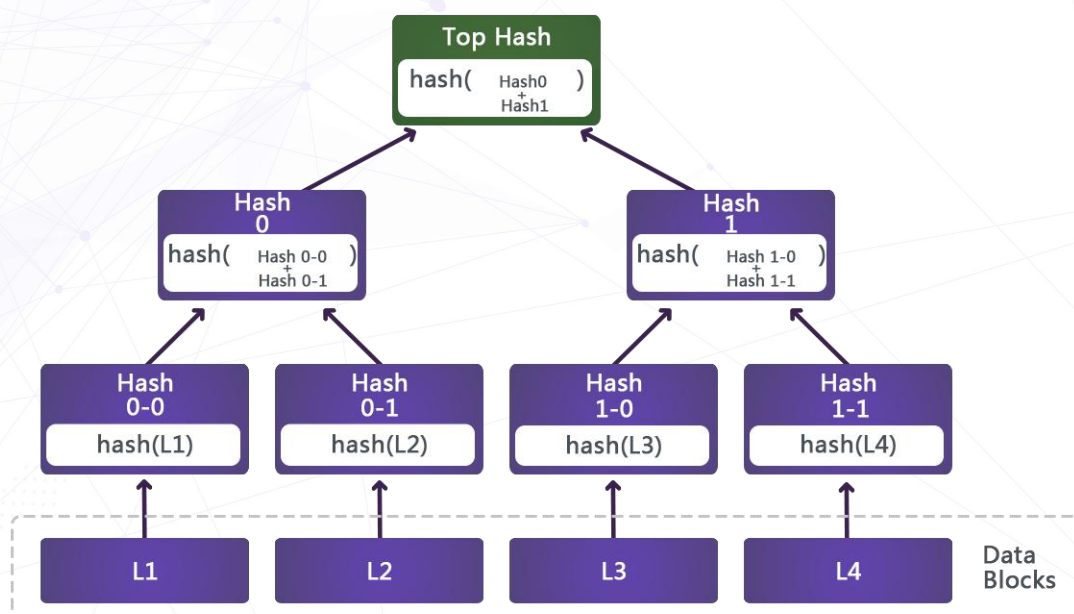 Top Hash
hash( Hash0 )
+
Hash1
Hash
0
hash( Hash 0-0 )
+
Hash 0-1
Hash
1
hash( Hash 1-0 )
+
Hash 1-1
Hash
0-0
hash(L1)
Hash
0-1
hash(L2)
Hash
1-0
hash(L3)
Hash
1-1
hash(L4)
L1
L2
L3
L4
Data
Blocks